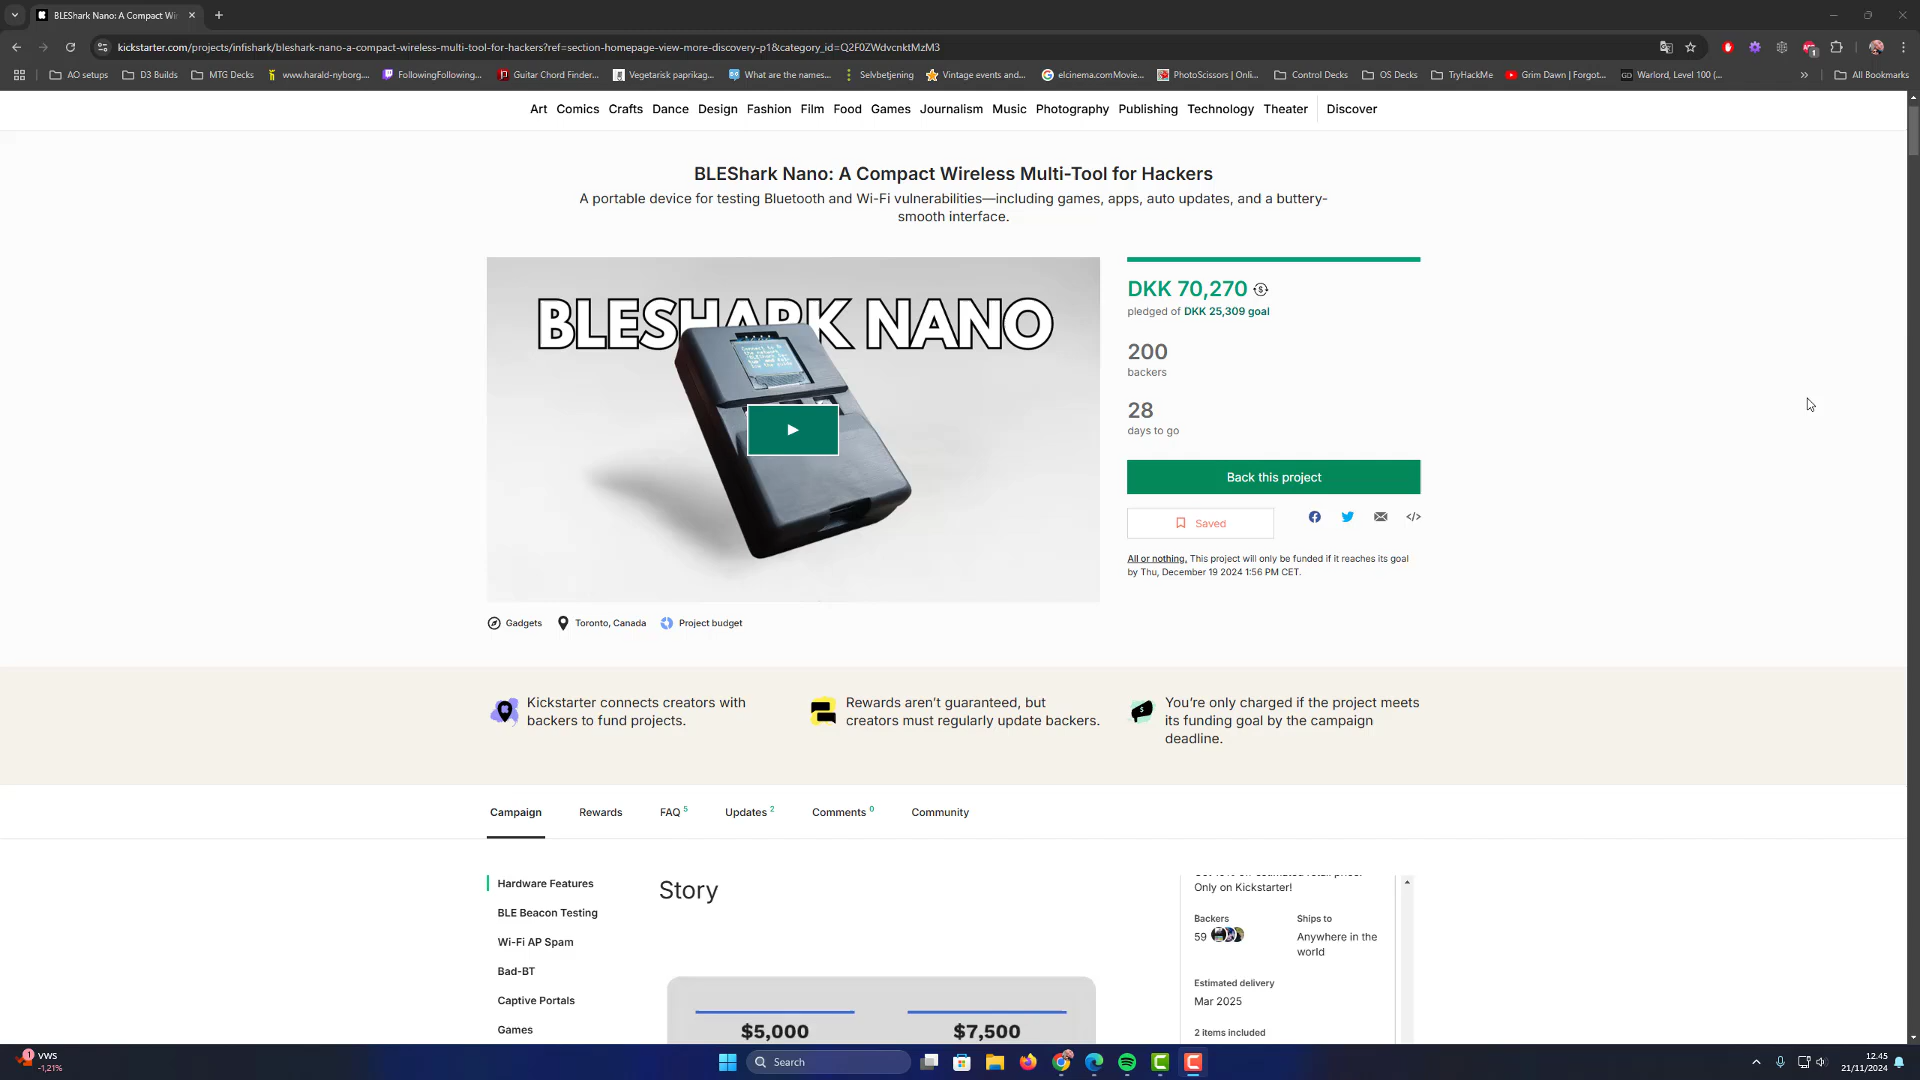 BLEShark Nano: A Compact Wi
kickstarter.com/projects/infishark/bleshark-nano-a-compact-wireless-multi-tool-for-hackers?ref=section-homepage-view-more-discovery-p1&category_id=Q2F0ZWdvcnktMzM3
AO setups D3 Builds MTG Decks www.harald-nyborg.... FollowingFollowing... Guitar Chord Finder... Vegetarisk paprikag... What are the names... Selvbetjening Vintage events and... elcinema.comMovie... PhotoScissors | Onli... Control Decks OS Decks TryHackMe Grim Dawn | Forgot... Warlord, Level 100 (... » All Bookmarks
Art Comics Crafts Dance Design Fashion Film Food Games Journalism Music Photography Publishing Technology Theater Discover
BLEShark Nano: A Compact Wireless Multi-Tool for Hackers
A portable device for testing Bluetooth and Wi-Fi vulnerabilities—including games, apps, auto updates, and a buttery-
smooth interface.
BLESHARK NANO
DKK 70,270
pledged of DKK 25,309 goal
200
backers
28
days to go
Back this project
Saved
All or nothing. This project will only be funded if it reaches its goal
by Thu, December 19 2024 1:56 PM CET.
Gadgets Toronto, Canada Project budget
Kickstarter connects creators with
backers to fund projects.
Rewards aren't guaranteed, but
creators must regularly update backers.
You're only charged if the project meets
its funding goal by the campaign
deadline.
Campaign Rewards FAQ 5 Updates 2 Comments 0 Community
Hardware Features
BLE Beacon Testing
Wi-Fi AP Spam
Bad-BT
Captive Portals
Games
Story
$5,000 $7,500
Only on Kickstarter!
Backers
59
Ships to
Anywhere in the
world
Estimated delivery
Mar 2025
2 items included
1
VWS
-1,21%
Search
12.45
21/11/2024